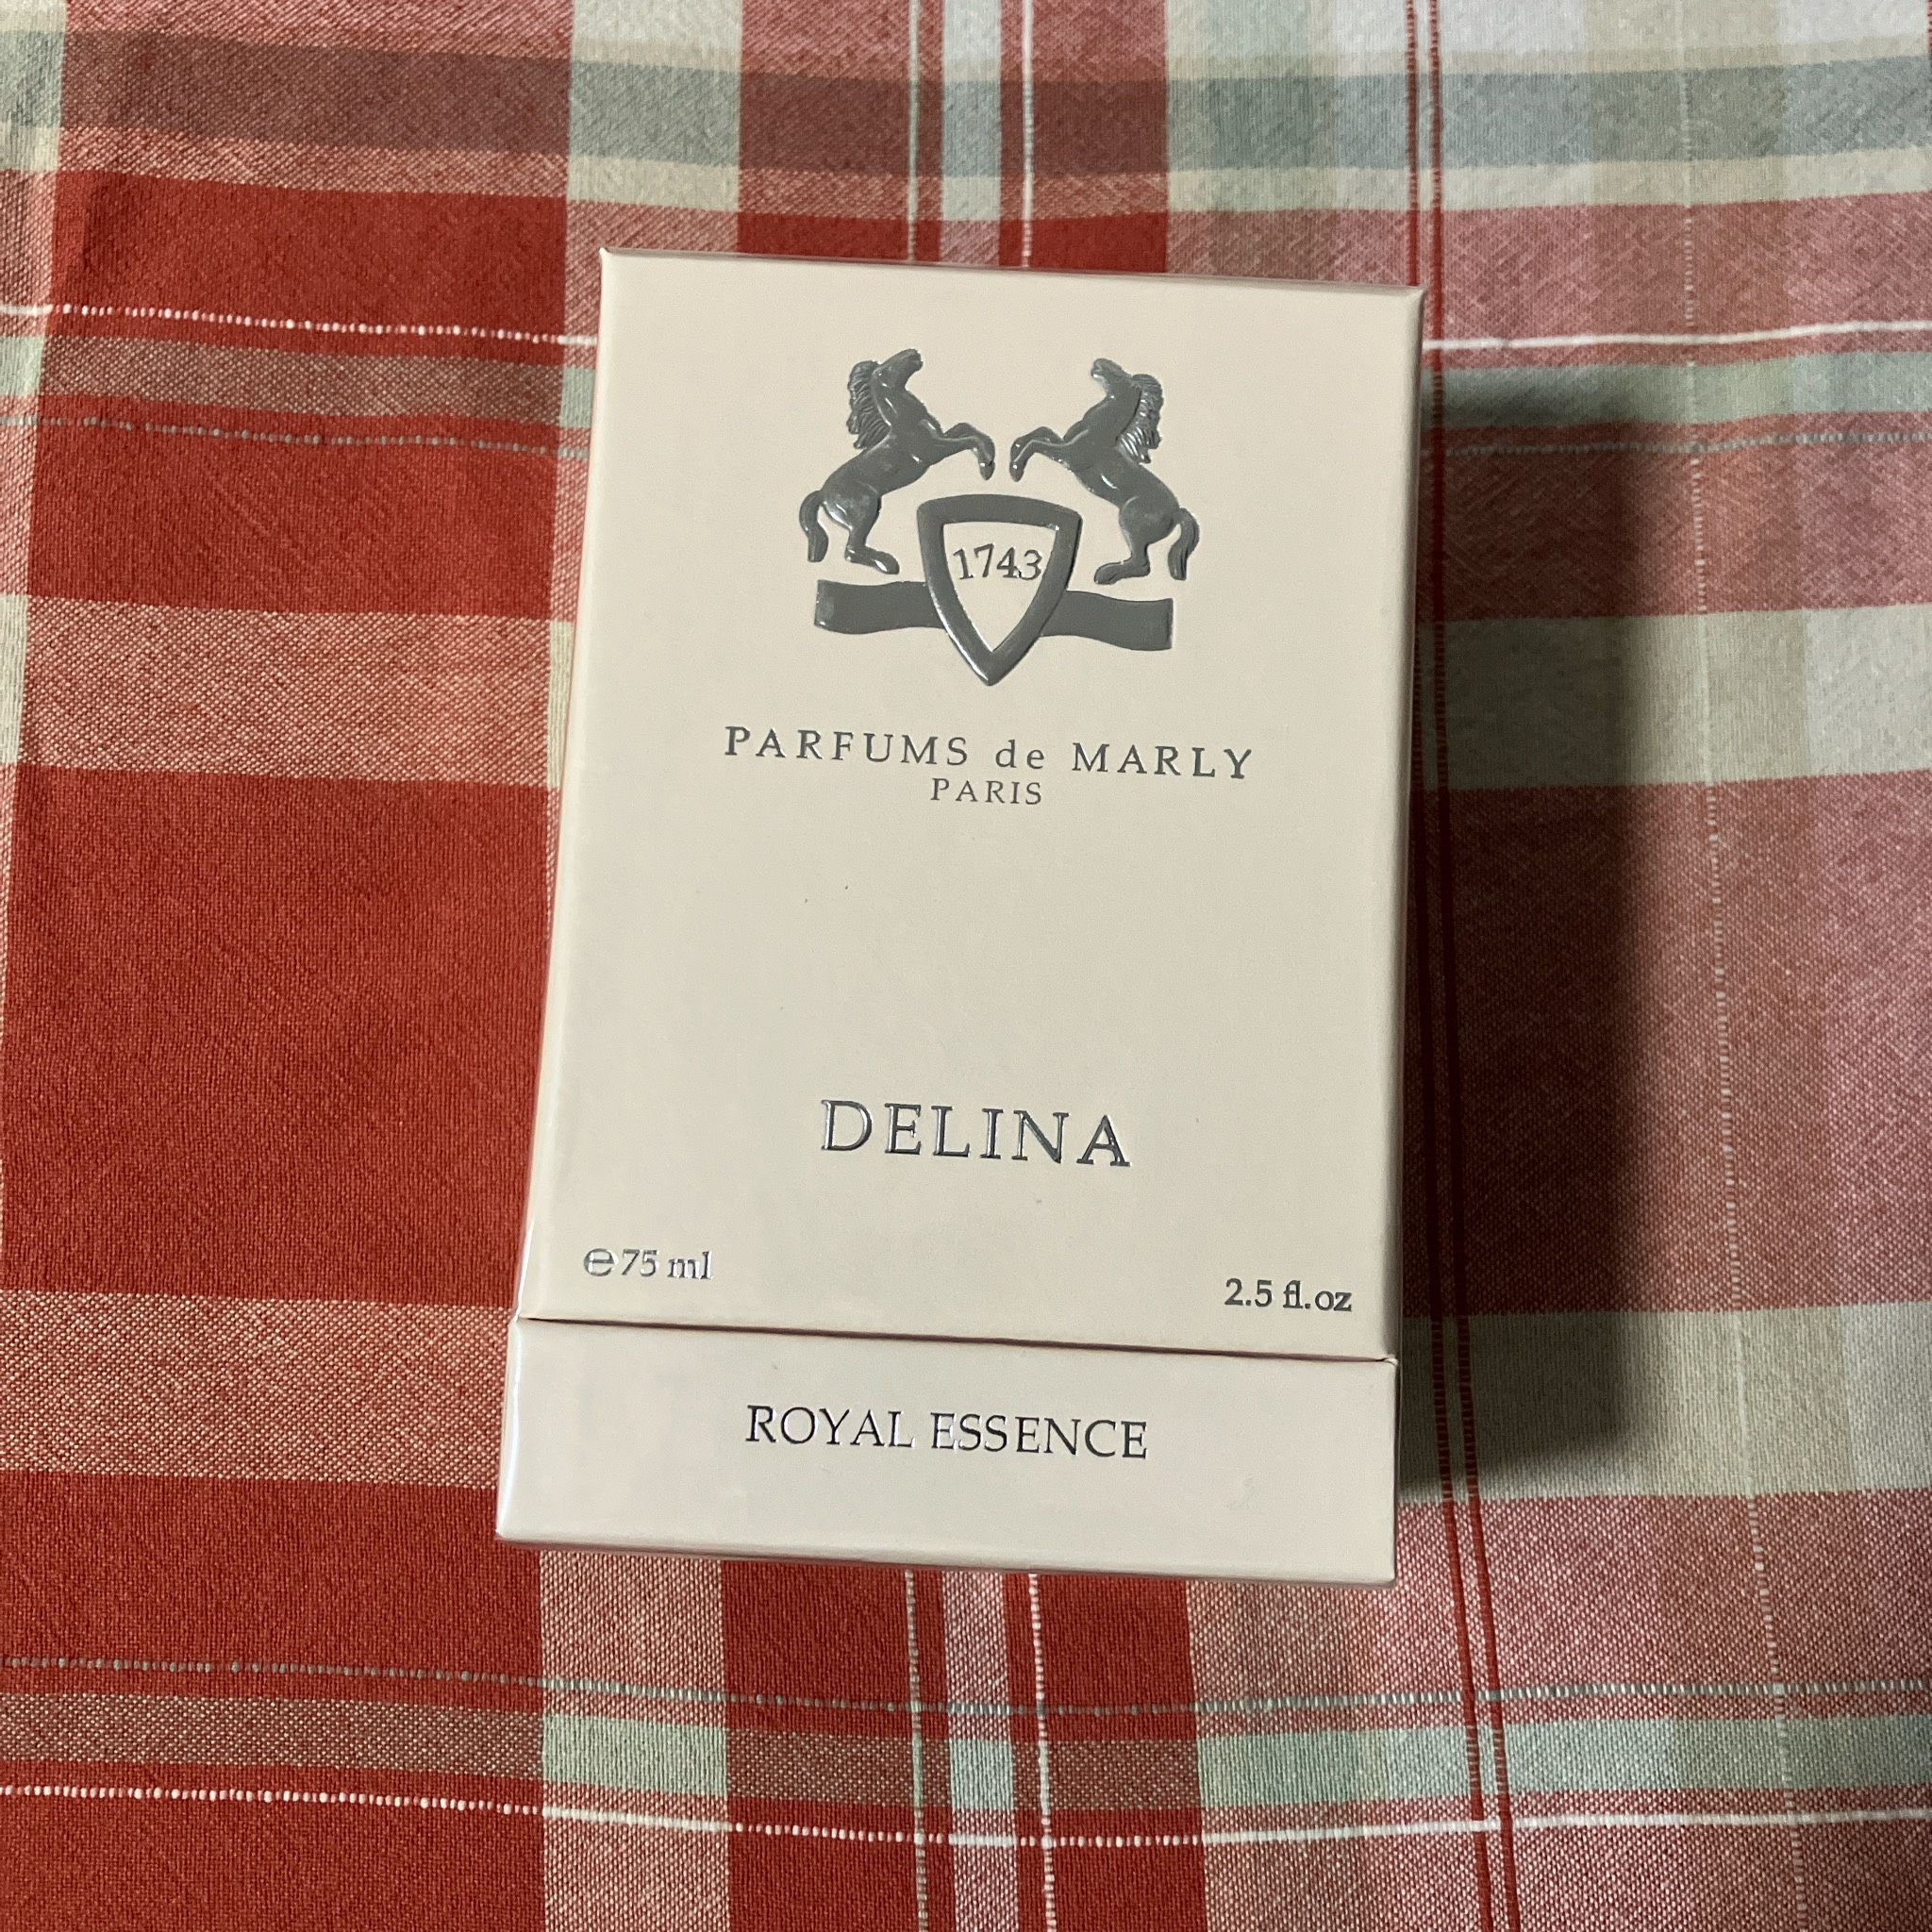 1743
PARFUMS de MARLY
PARIS
DELINA
℮75 ml
2.5 fl.oz
ROYAL ESSENCE